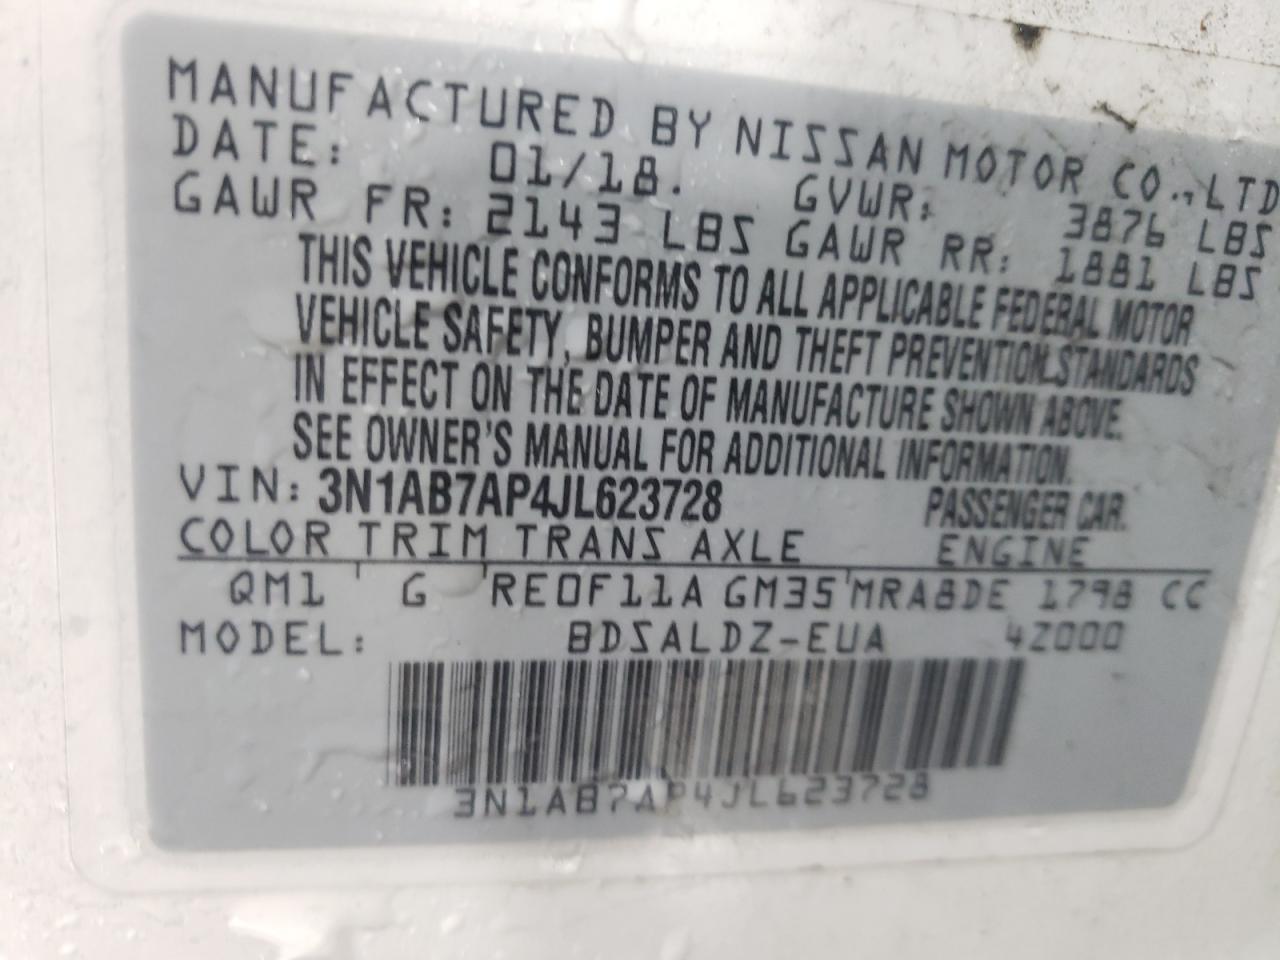 MANUFACTURED BY NISSAN MOTOR CO.,LTD
DATE: 01/18. GVWR: 3876 LBS
GAWR FR: 2143 LBS GAWR RR: 1881 LBS
THIS VEHICLE CONFORMS TO ALL APPLICABLE FEDERAL MOTOR
VEHICLE SAFETY, BUMPER AND THEFT PREVENTION STANDARDS
IN EFFECT ON THE DATE OF MANUFACTURE SHOWN ABOVE.
SEE OWNER'S MANUAL FOR ADDITIONAL INFORMATION.
VIN: 3N1AB7AP4JL623728 PASSENGER CAR.
COLOR TRIM TRANS AXLE ENGINE
QM1 G RE0F11A GM35 MRA8DE 1798 CC
MODEL: BDSALDZ-EUA 4Z000
3N1AB7AP4JL623728